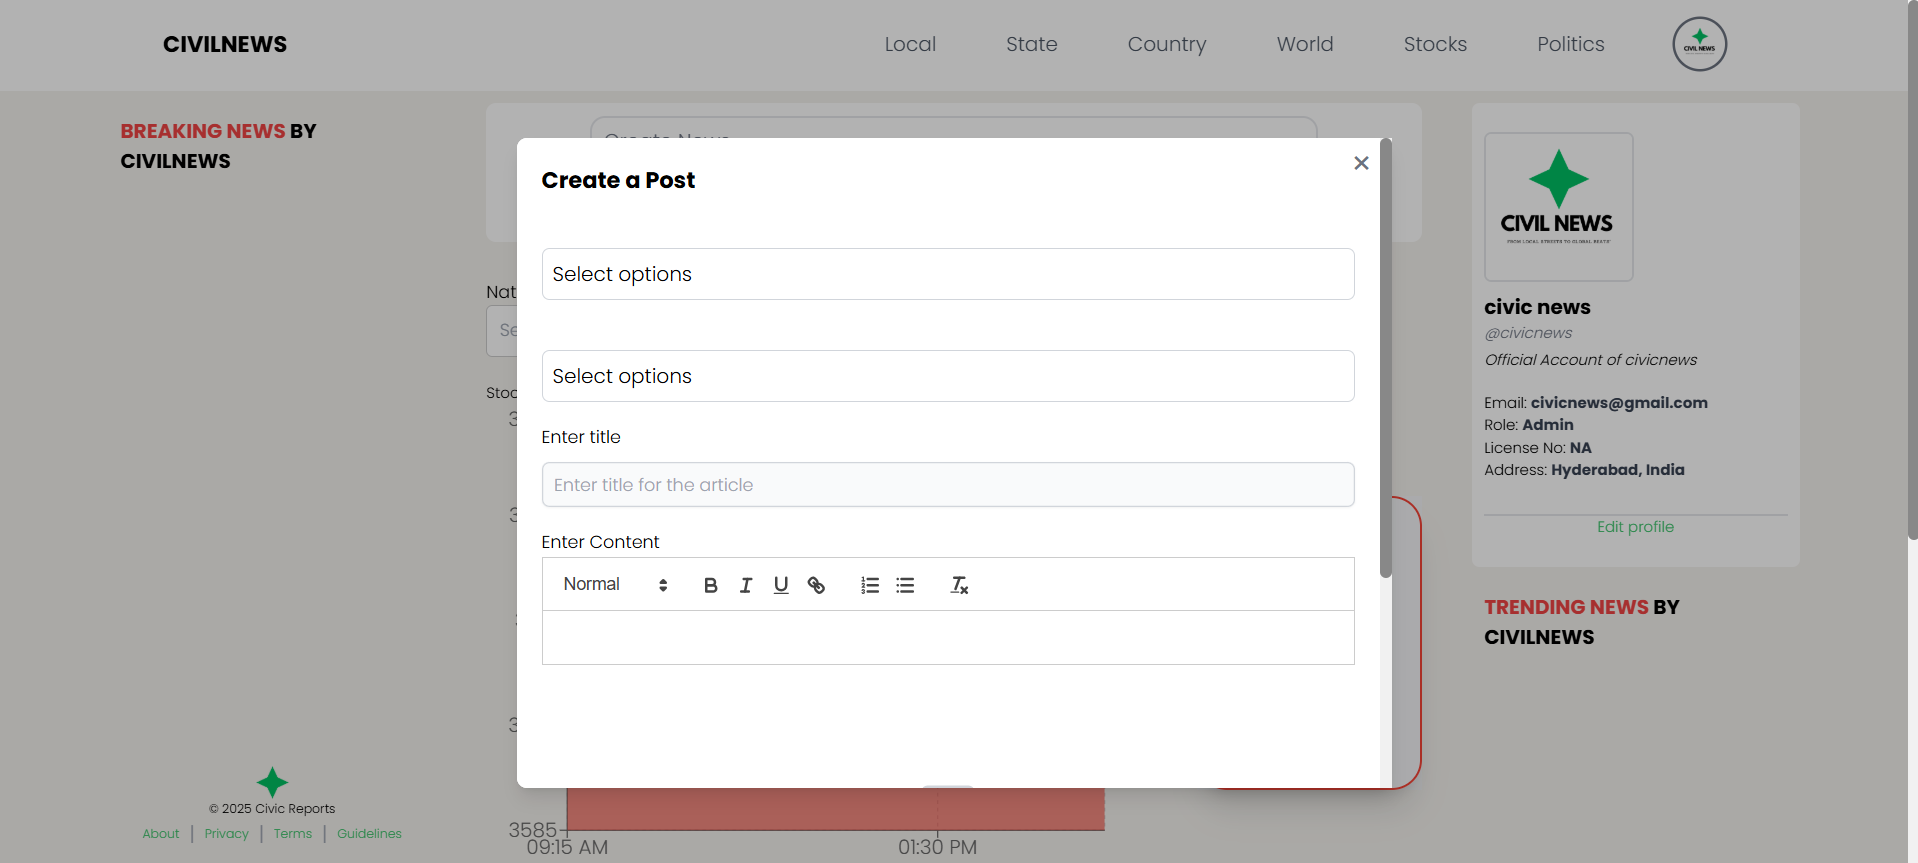 CIVILNEWS
Local State Country World Stocks Politics
CIVIL NEWS
BREAKING NEWS BY
CIVILNEWS
Create News
Create a Post
Select options
Select options
Enter title
Enter title for the article
Enter Content
Normal
Nat
Se
Stoc
3
3
3
3
3585
09:15 AM 01:30 PM
CIVIL NEWS
FROM LOCAL STREETS TO GLOBAL BEATS
civic news
@civicnews
Official Account of civicnews
Email: civicnews@gmail.com
Role: Admin
License No: NA
Address: Hyderabad, India
Edit profile
TRENDING NEWS BY
CIVILNEWS
© 2025 Civic Reports
About | Privacy | Terms | Guidelines